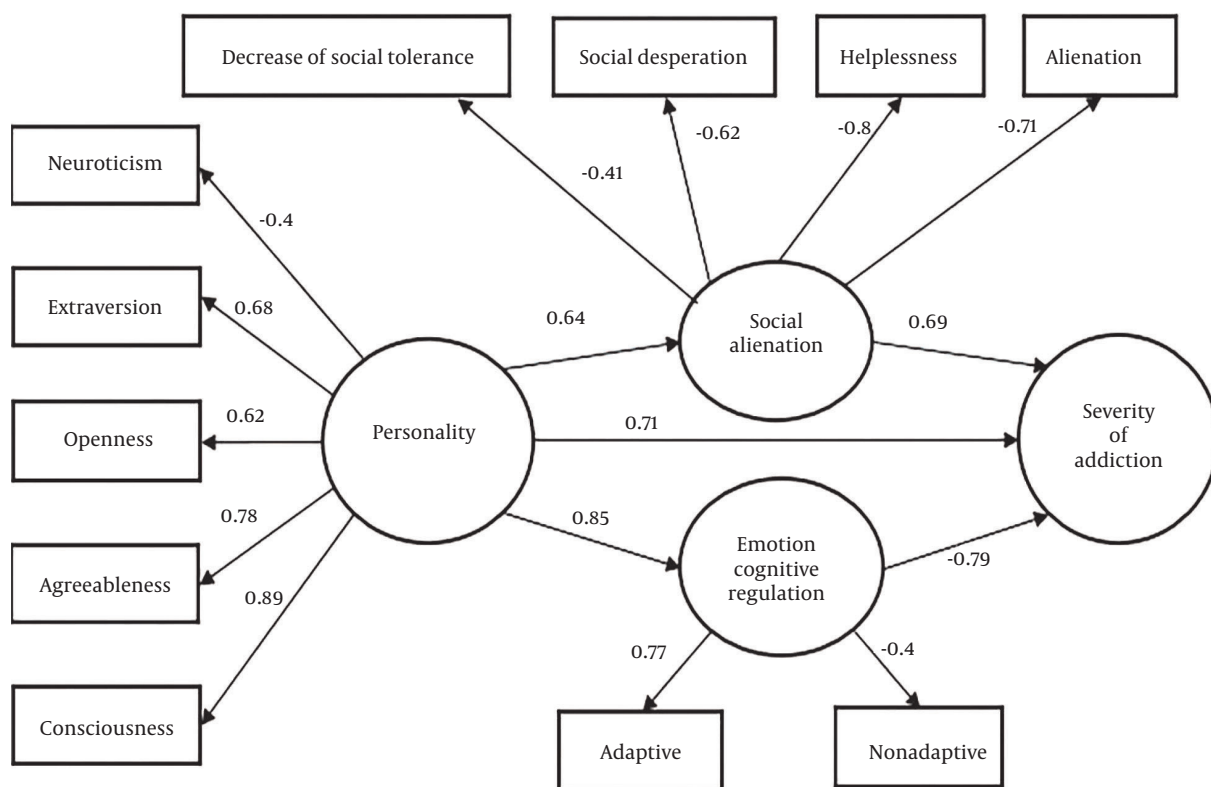 Decrease of social tolerance
Social desperation
Helplessness
Alienation
-0.62
-0.8
-0.71
Neuroticism
-0.41
-0.4
Extraversion
0.68
0.64
Social
alienation
0.69
Openness
0.62
Personality
0.71
Severity
of
addiction
0.78
0.85
Emotion
cognitive
regulation
-0.79
Agreeableness
0.89
0.77
-0.4
Consciousness
Adaptive
Nonadaptive